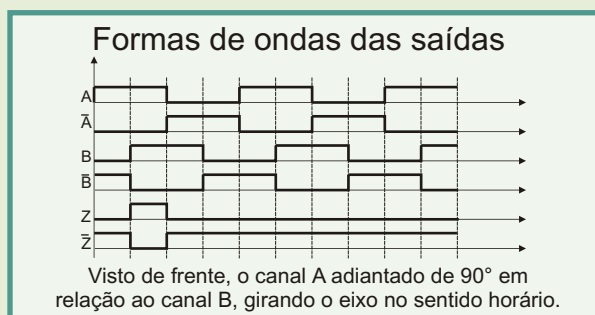 Formas de ondas das saídas
A
A̅
B
B̅
Z
Z̅
Visto de frente, o canal A adiantado de 90° em
relação ao canal B, girando o eixo no sentido horário.